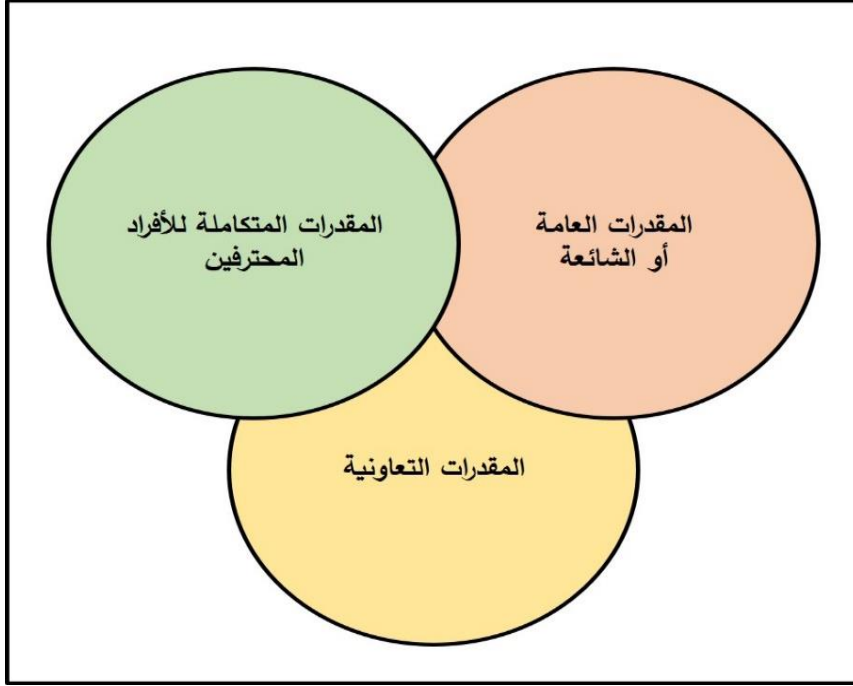 المقدرات العامة
أو الشائعة
المقدرات المتكاملة للأفراد
المحترفين
المقدرات التعاونية